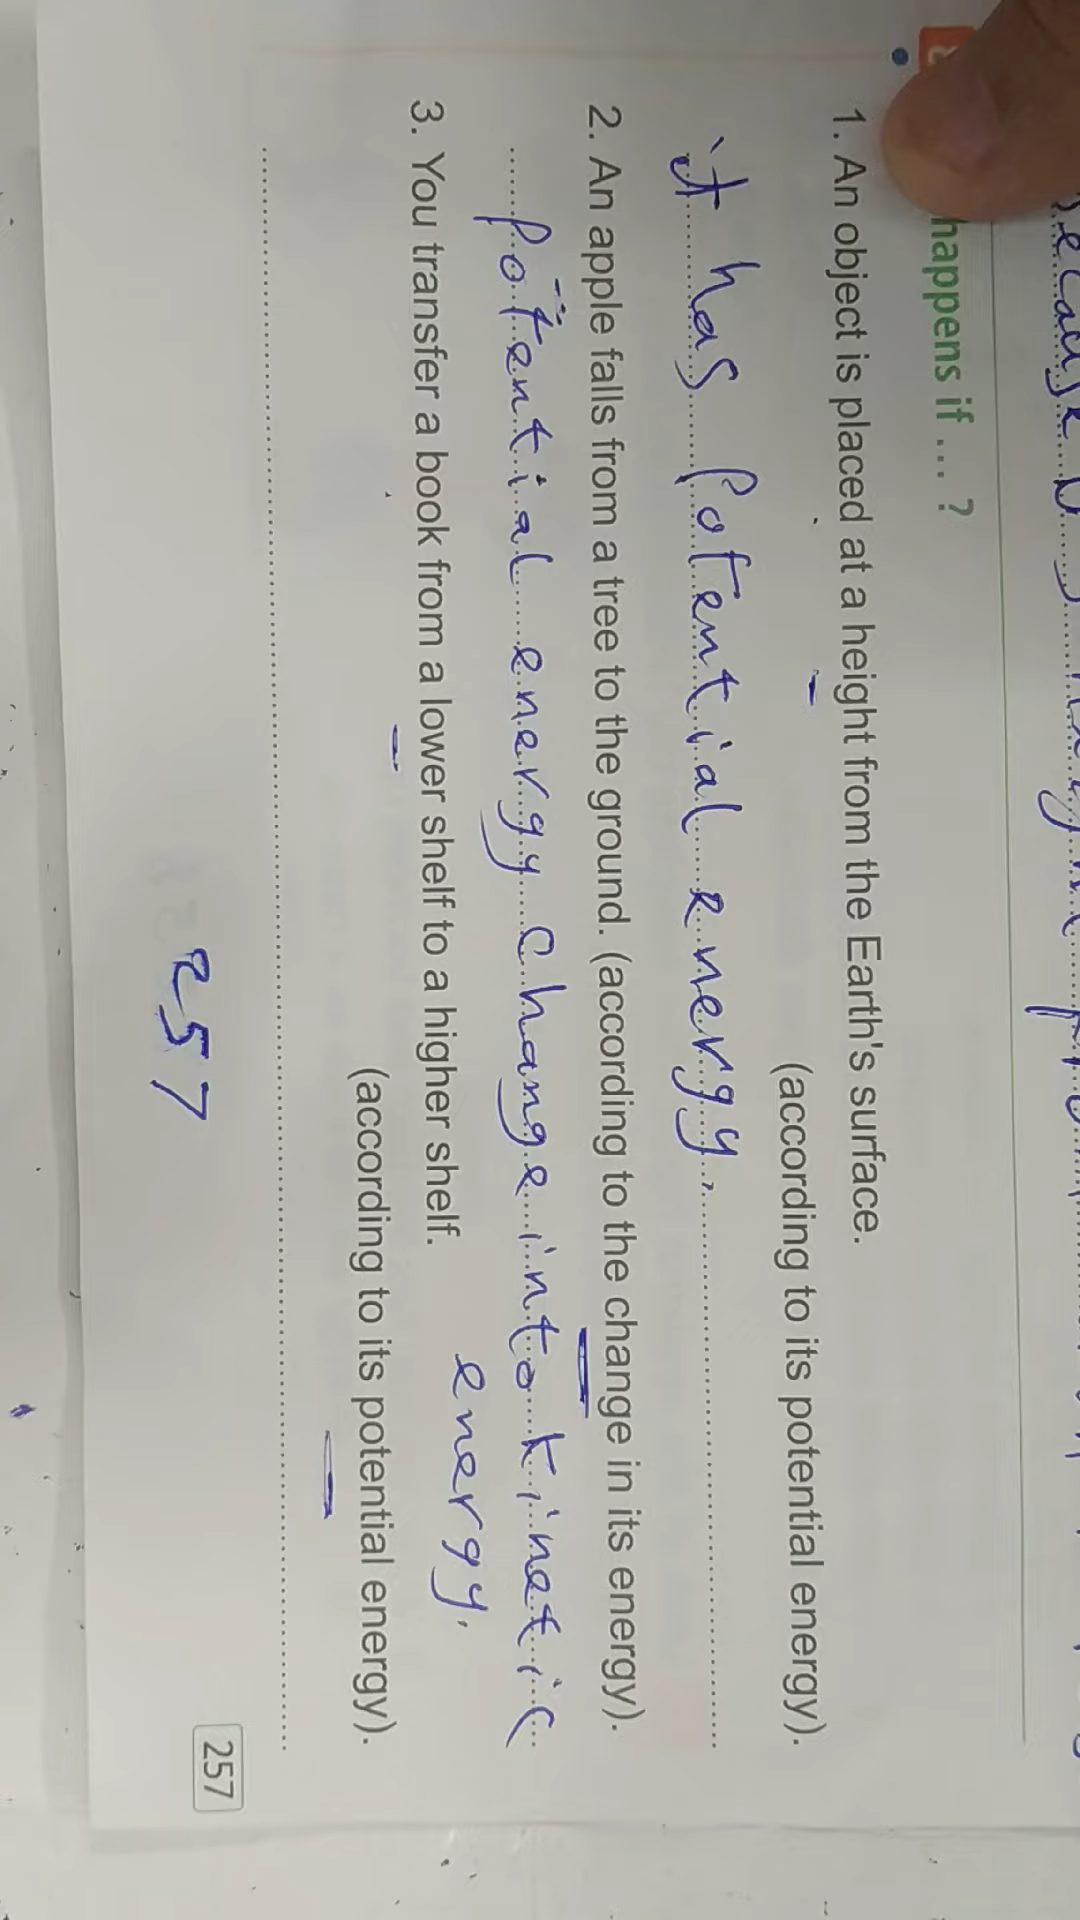 happens if ... ?
1. An object is placed at a height from the Earth's surface.
(according to its potential energy).
it has potential energy.
2. An apple falls from a tree to the ground. (according to the change in its energy).
potential energy change into kinetic
energy.
3. You transfer a book from a lower shelf to a higher shelf.
(according to its potential energy).
257
257